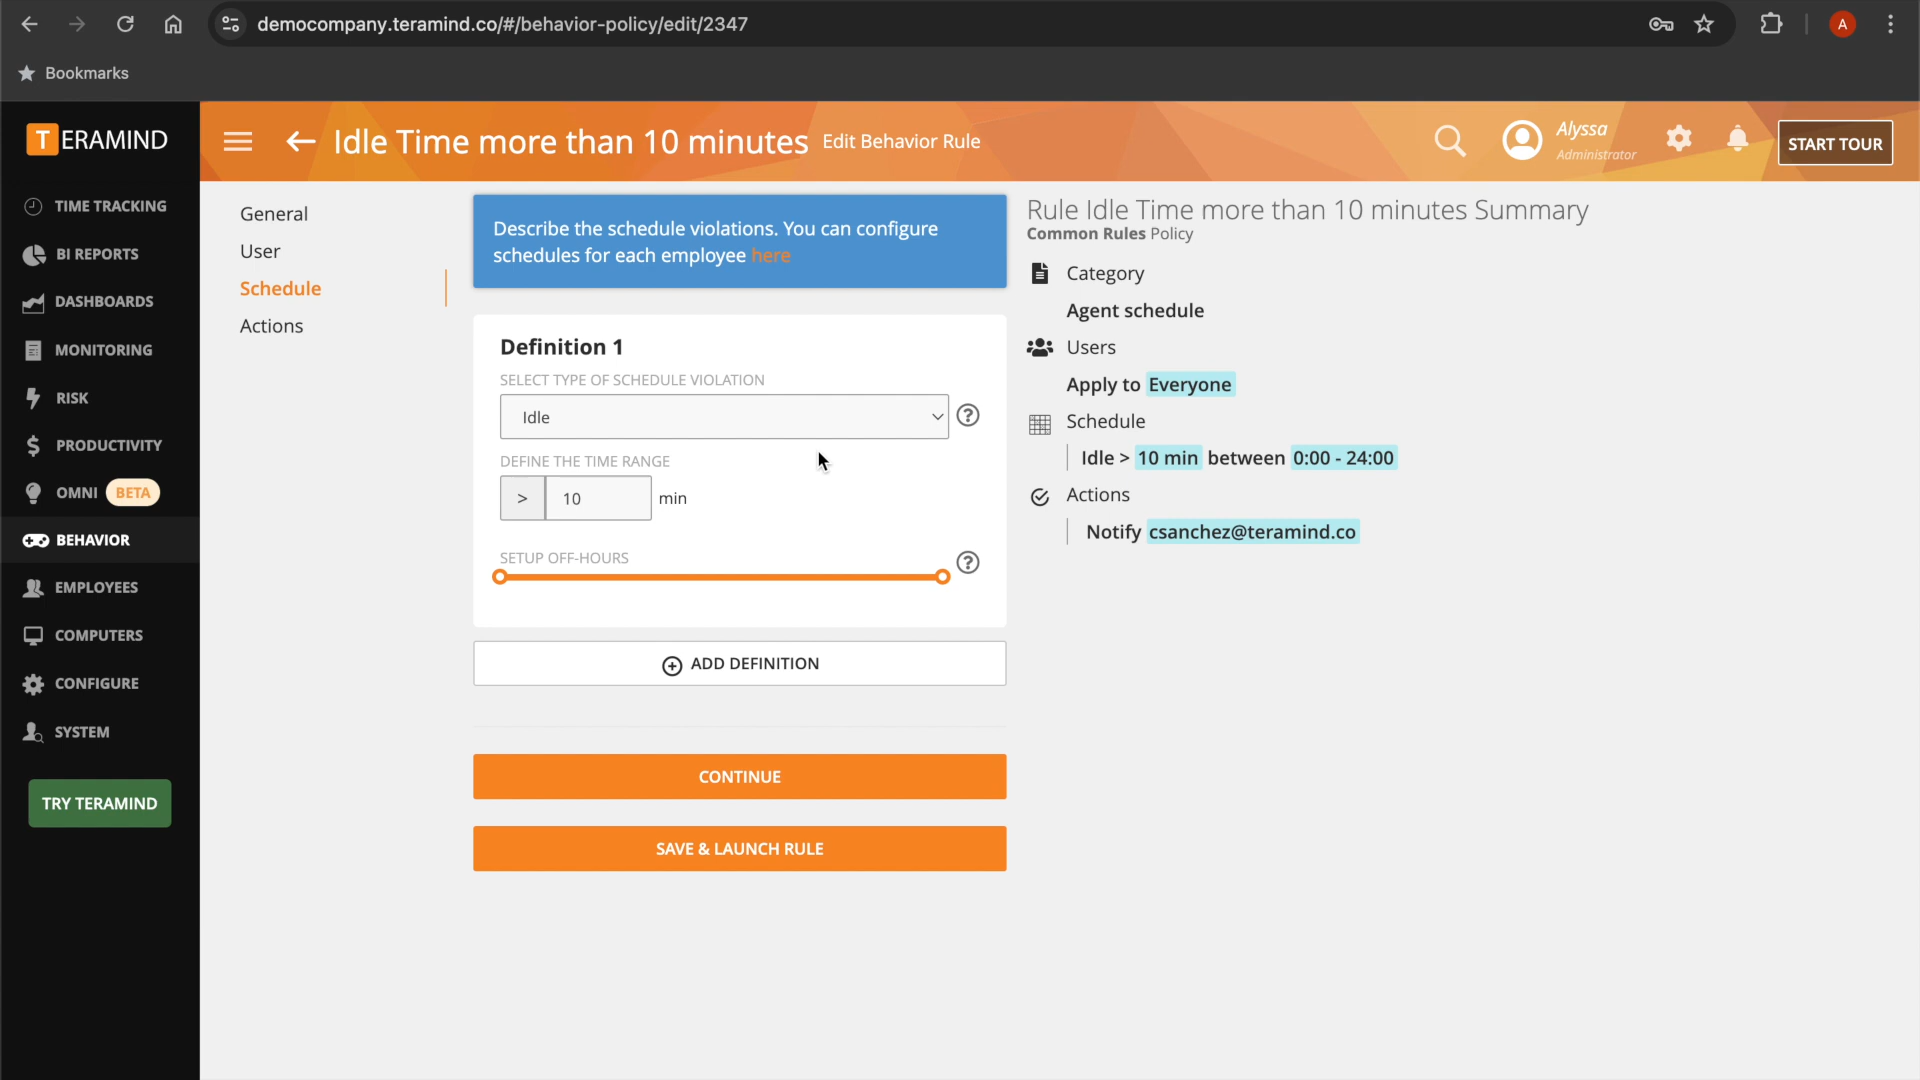 democompany.teramind.co/#/behavior-policy/edit/2347
A
Bookmarks
TERAMIND
Idle Time more than 10 minutes Edit Behavior Rule
Alyssa
Administrator
START TOUR
TIME TRACKING
BI REPORTS
DASHBOARDS
MONITORING
RISK
PRODUCTIVITY
OMNI BETA
BEHAVIOR
EMPLOYEES
COMPUTERS
CONFIGURE
SYSTEM
TRY TERAMIND
General
User
Schedule
Actions
Describe the schedule violations. You can configure
schedules for each employee here
Definition 1
SELECT TYPE OF SCHEDULE VIOLATION
Idle
?
DEFINE THE TIME RANGE
> 10 min
SETUP OFF-HOURS
?
ADD DEFINITION
CONTINUE
SAVE & LAUNCH RULE
Rule Idle Time more than 10 minutes Summary
Common Rules Policy
Category
Agent schedule
Users
Apply to Everyone
Schedule
Idle > 10 min between 0:00 - 24:00
Actions
Notify csanchez@teramind.co